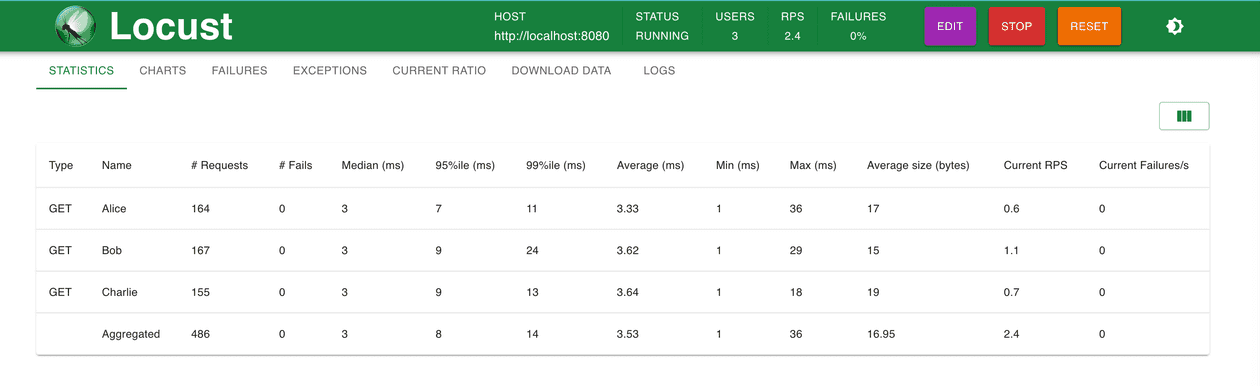 Locust
HOST
http://localhost:8080
STATUS
RUNNING
USERS
3
RPS
2.4
FAILURES
0%
EDIT
STOP
RESET
STATISTICS CHARTS FAILURES EXCEPTIONS CURRENT RATIO DOWNLOAD DATA LOGS
Type Name # Requests # Fails Median (ms) 95%ile (ms) 99%ile (ms) Average (ms) Min (ms) Max (ms) Average size (bytes) Current RPS Current Failures/s
GET Alice 164 0 3 7 11 3.33 1 36 17 0.6 0
GET Bob 167 0 3 9 24 3.62 1 29 15 1.1 0
GET Charlie 155 0 3 9 13 3.64 1 18 19 0.7 0
Aggregated 486 0 3 8 14 3.53 1 36 16.95 2.4 0